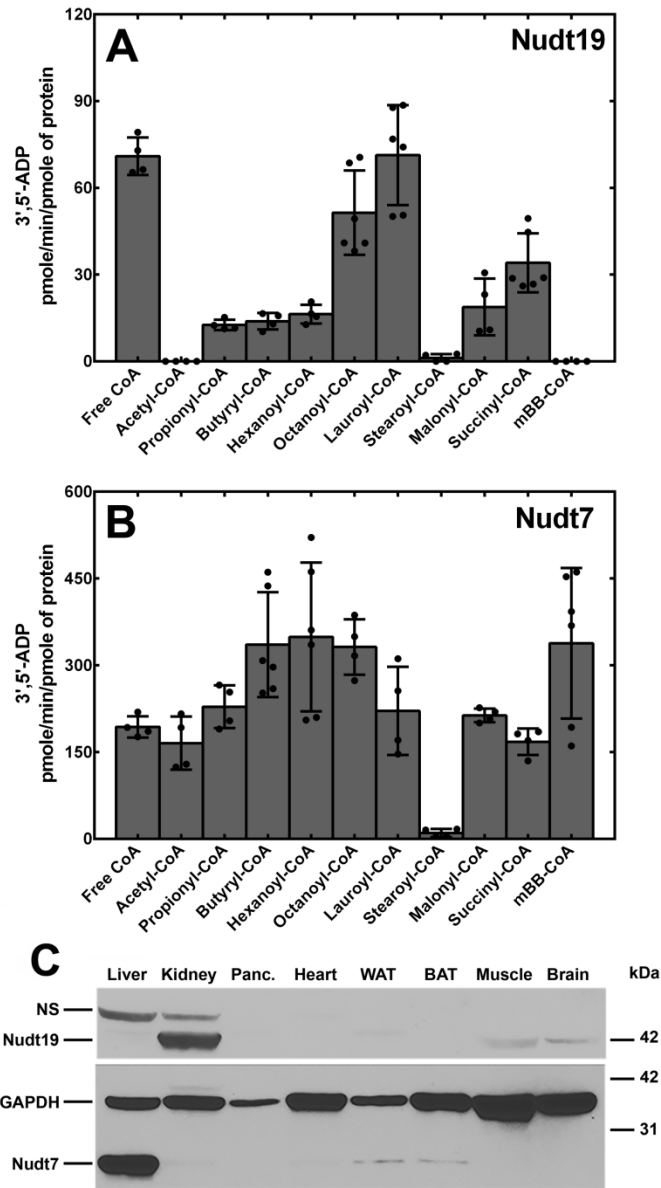 A
Nudt19
3',5'-ADP
pmole/min/pmole of protein
120
90
60
30
0
Free CoA
Acetyl-CoA
Propionyl-CoA
Butyryl-CoA
Hexanoyl-CoA
Octanoyl-CoA
Lauroyl-CoA
Stearoyl-CoA
Malonyl-CoA
Succinyl-CoA
mBB-CoA
B
Nudt7
3',5'-ADP
pmole/min/pmole of protein
600
450
300
150
0
Free CoA
Acetyl-CoA
Propionyl-CoA
Butyryl-CoA
Hexanoyl-CoA
Octanoyl-CoA
Lauroyl-CoA
Stearoyl-CoA
Malonyl-CoA
Succinyl-CoA
mBB-CoA
C
Liver Kidney Panc. Heart WAT BAT Muscle Brain kDa
NS
Nudt19 42
42
GAPDH
31
Nudt7